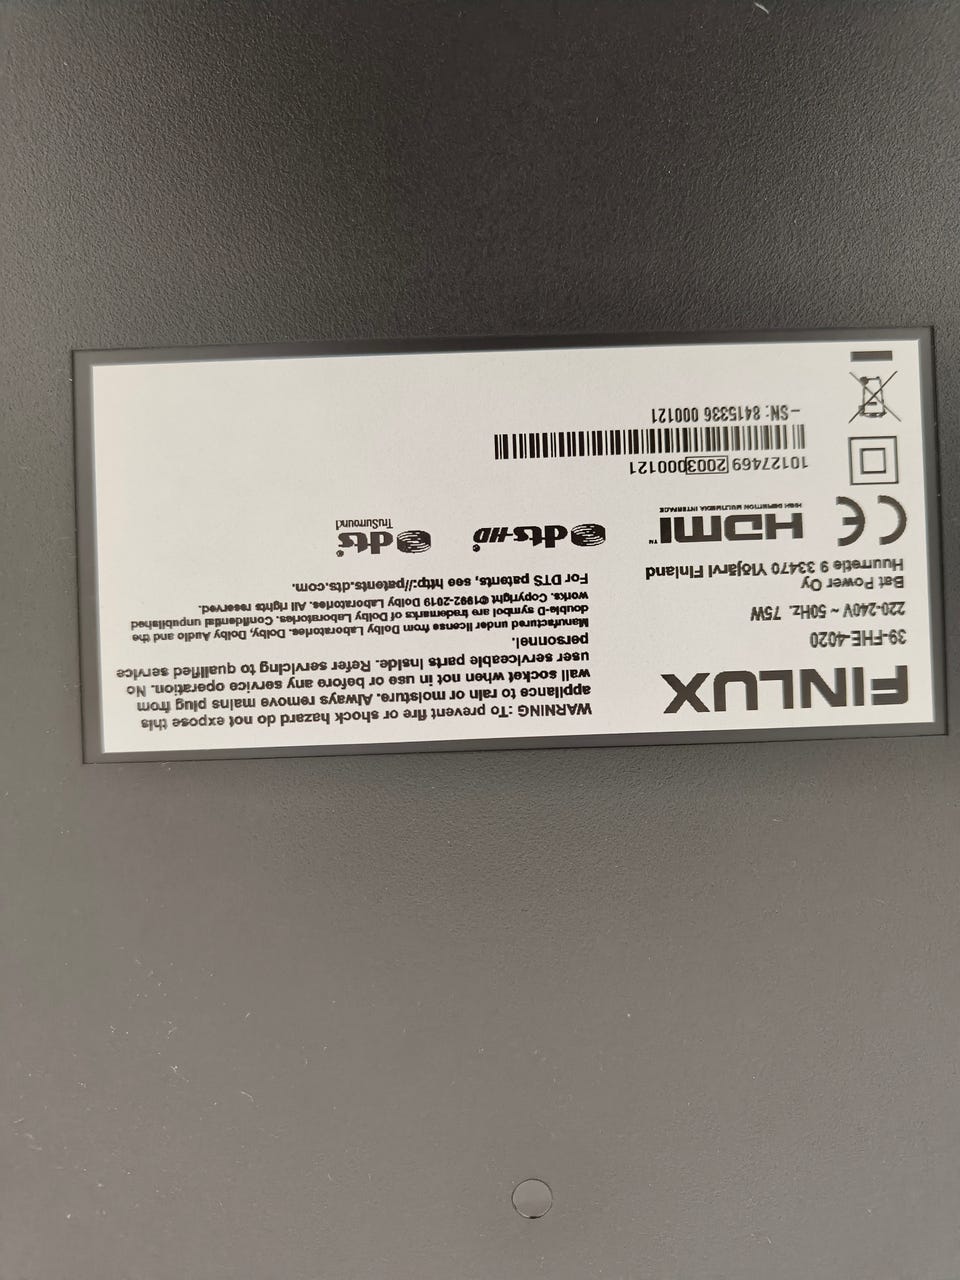 FINLUX
39-FHE-4020
220-240V ~ 50Hz. 75W
Bat Power Oy
Huurretie 9 33470 Ylöjärvi Finland
CE
HDMI™
HIGH-DEFINITION MULTIMEDIA INTERFACE
10127469 2003 000121
-SN: 8415336 000121
WARNING :To prevent fire or shock hazard do not expose this
appliance to rain or moisture. Always remove mains plug from
wall socket when not in use or before any service operation. No
user serviceable parts inside. Refer servicing to qualified service
personnel.
Manufactured under license from Dolby Laboratories. Dolby, Dolby Audio and the
double-D symbol are trademarks of Dolby Laboratories. Confidential unpublished
works. Copyright ©1992-2019 Dolby Laboratories. All rights reserved.
For DTS patents, see http://patents.dts.com.
dts-HD
dts
TruSurround